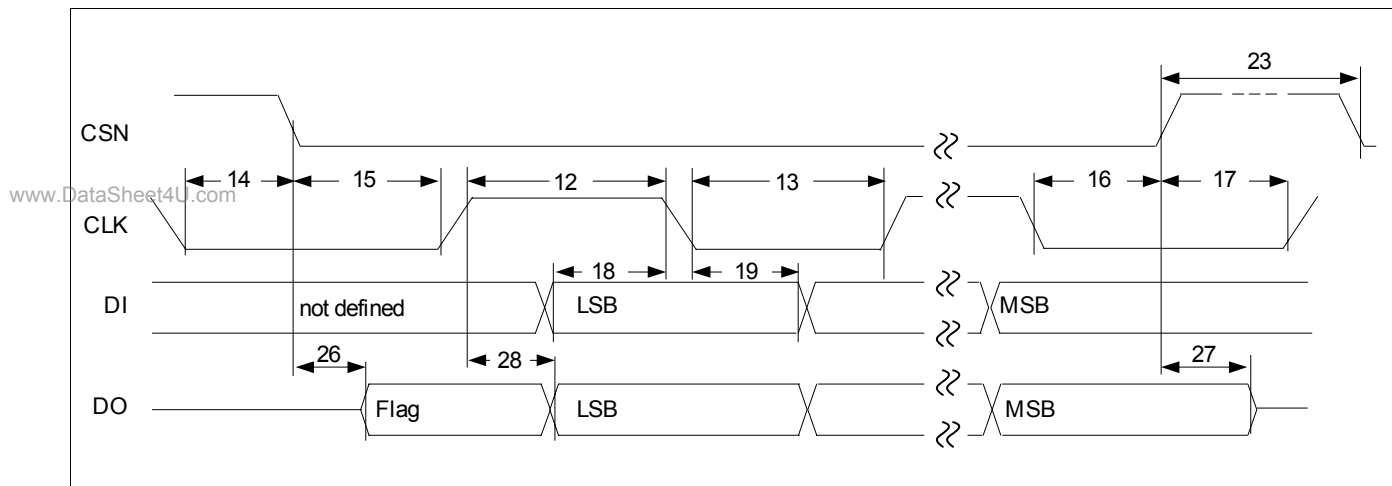 23
CSN
www.DataSheet4U.com
14 15 12 13 16 17
CLK
18 19
DI not defined LSB MSB
26 28 27
DO Flag LSB MSB